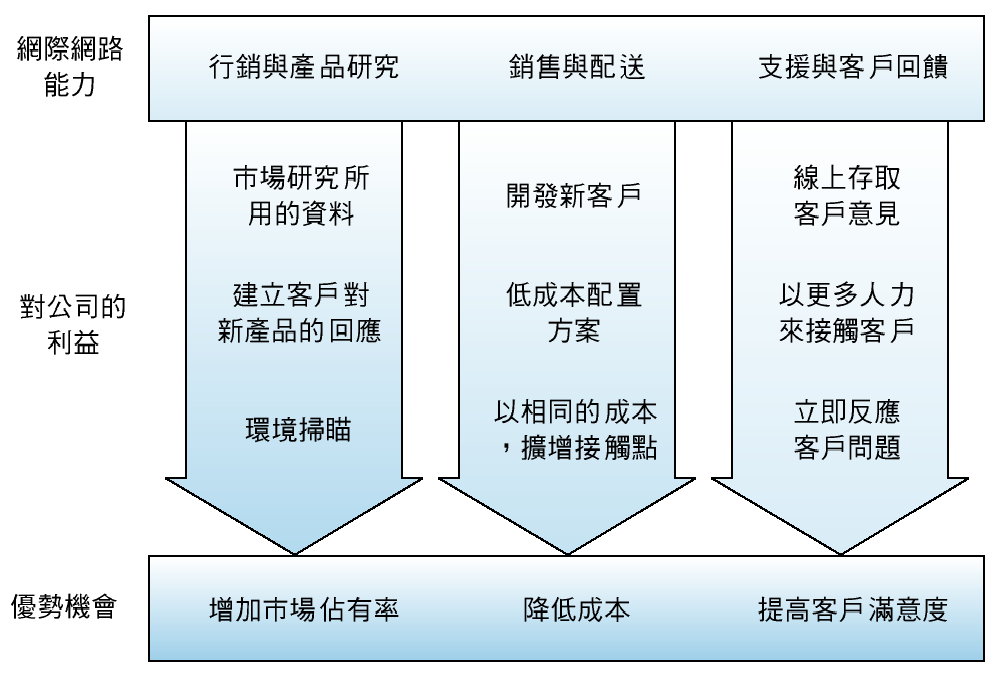 網際網路
能力
行銷與產品研究
銷售與配送
支援與客戶回饋
對公司的
利益
市場研究所
用的資料
建立客戶對
新產品的回應
環境掃瞄
開發新客戶
低成本配置
方案
以相同的成本
，擴增接觸點
線上存取
客戶意見
以更多人力
來接觸客戶
立即反應
客戶問題
優勢機會
增加市場佔有率
降低成本
提高客戶滿意度